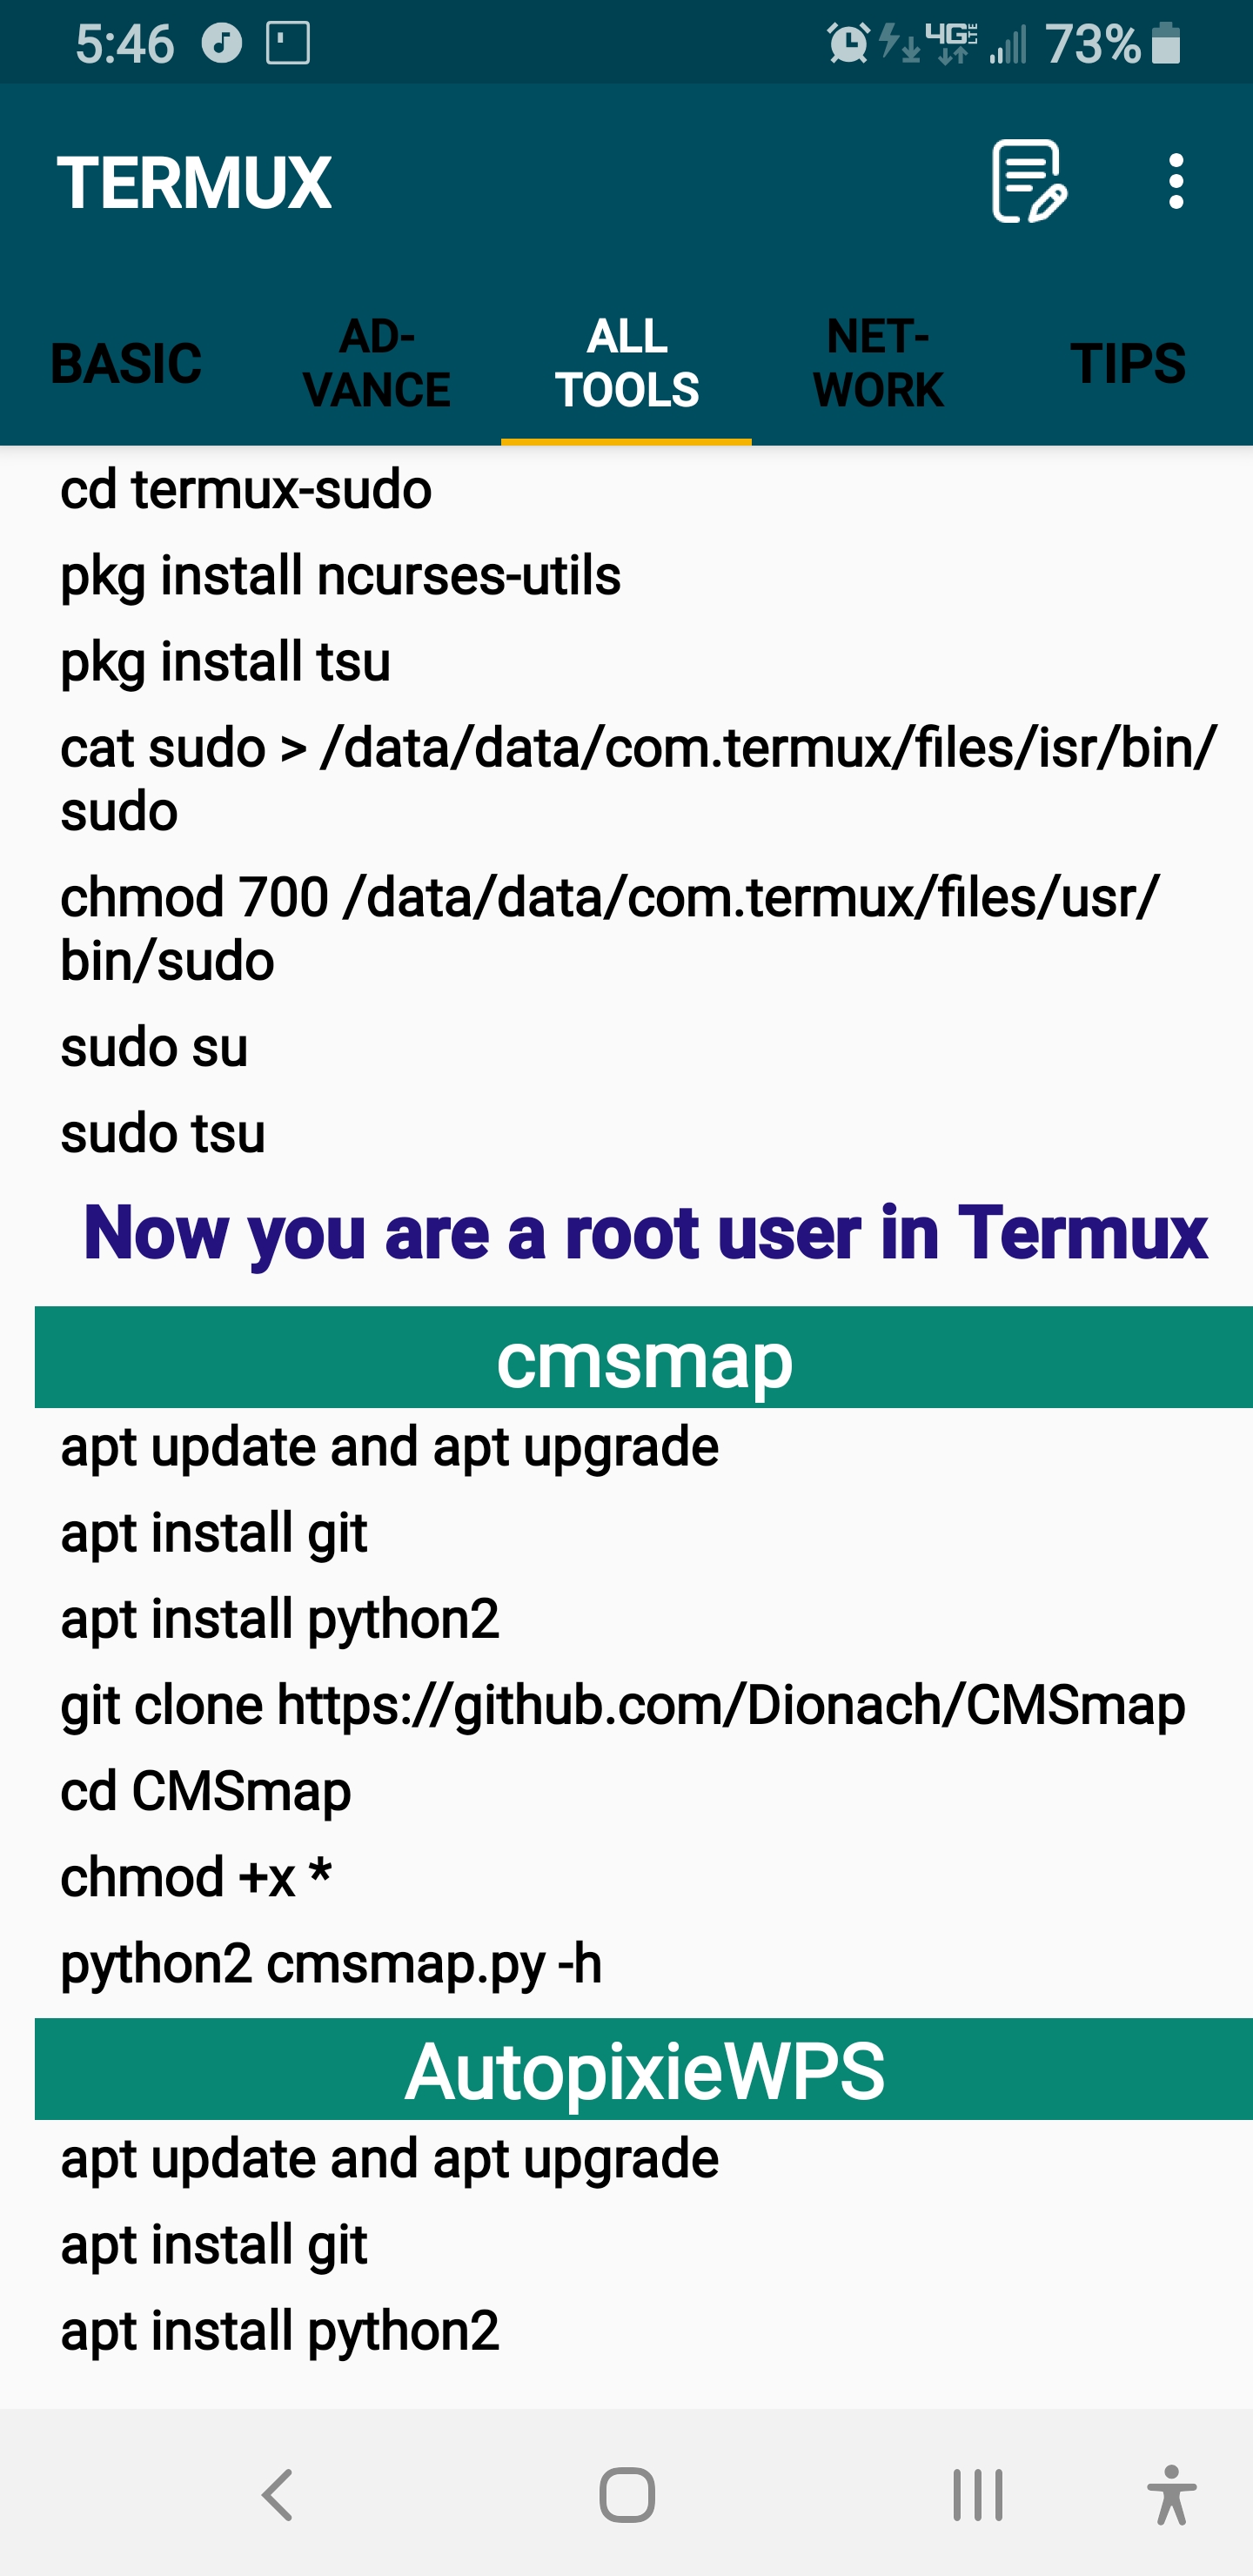 5:46
4G LTE 73%
TERMUX
BASIC
AD-
VANCE
ALL
TOOLS
NET-
WORK
TIPS
cd termux-sudo
pkg install ncurses-utils
pkg install tsu
cat sudo > /data/data/com.termux/files/isr/bin/
sudo
chmod 700 /data/data/com.termux/files/usr/
bin/sudo
sudo su
sudo tsu
Now you are a root user in Termux
cmsmap
apt update and apt upgrade
apt install git
apt install python2
git clone https://github.com/Dionach/CMSmap
cd CMSmap
chmod +x *
python2 cmsmap.py -h
AutopixieWPS
apt update and apt upgrade
apt install git
apt install python2